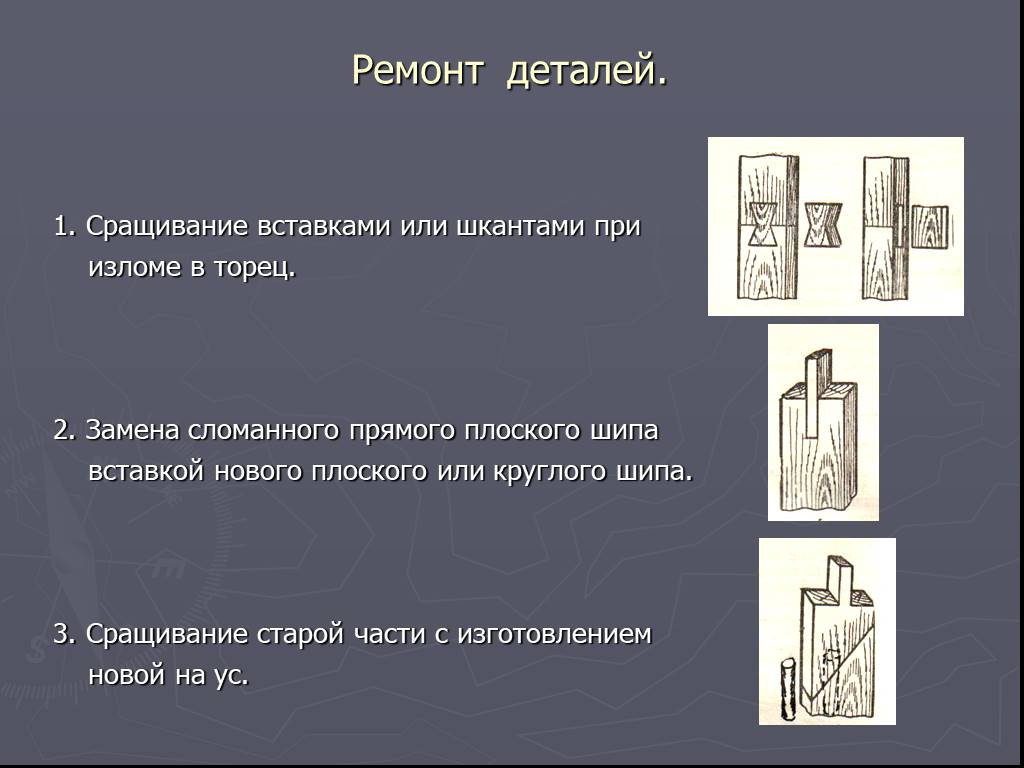 Ремонт деталей.
1. Сращивание вставками или шкантами при
изломе в торец.
2. Замена сломанного прямого плоского шипа
вставкой нового плоского или круглого шипа.
3. Сращивание старой части с изготовлением
новой на ус.